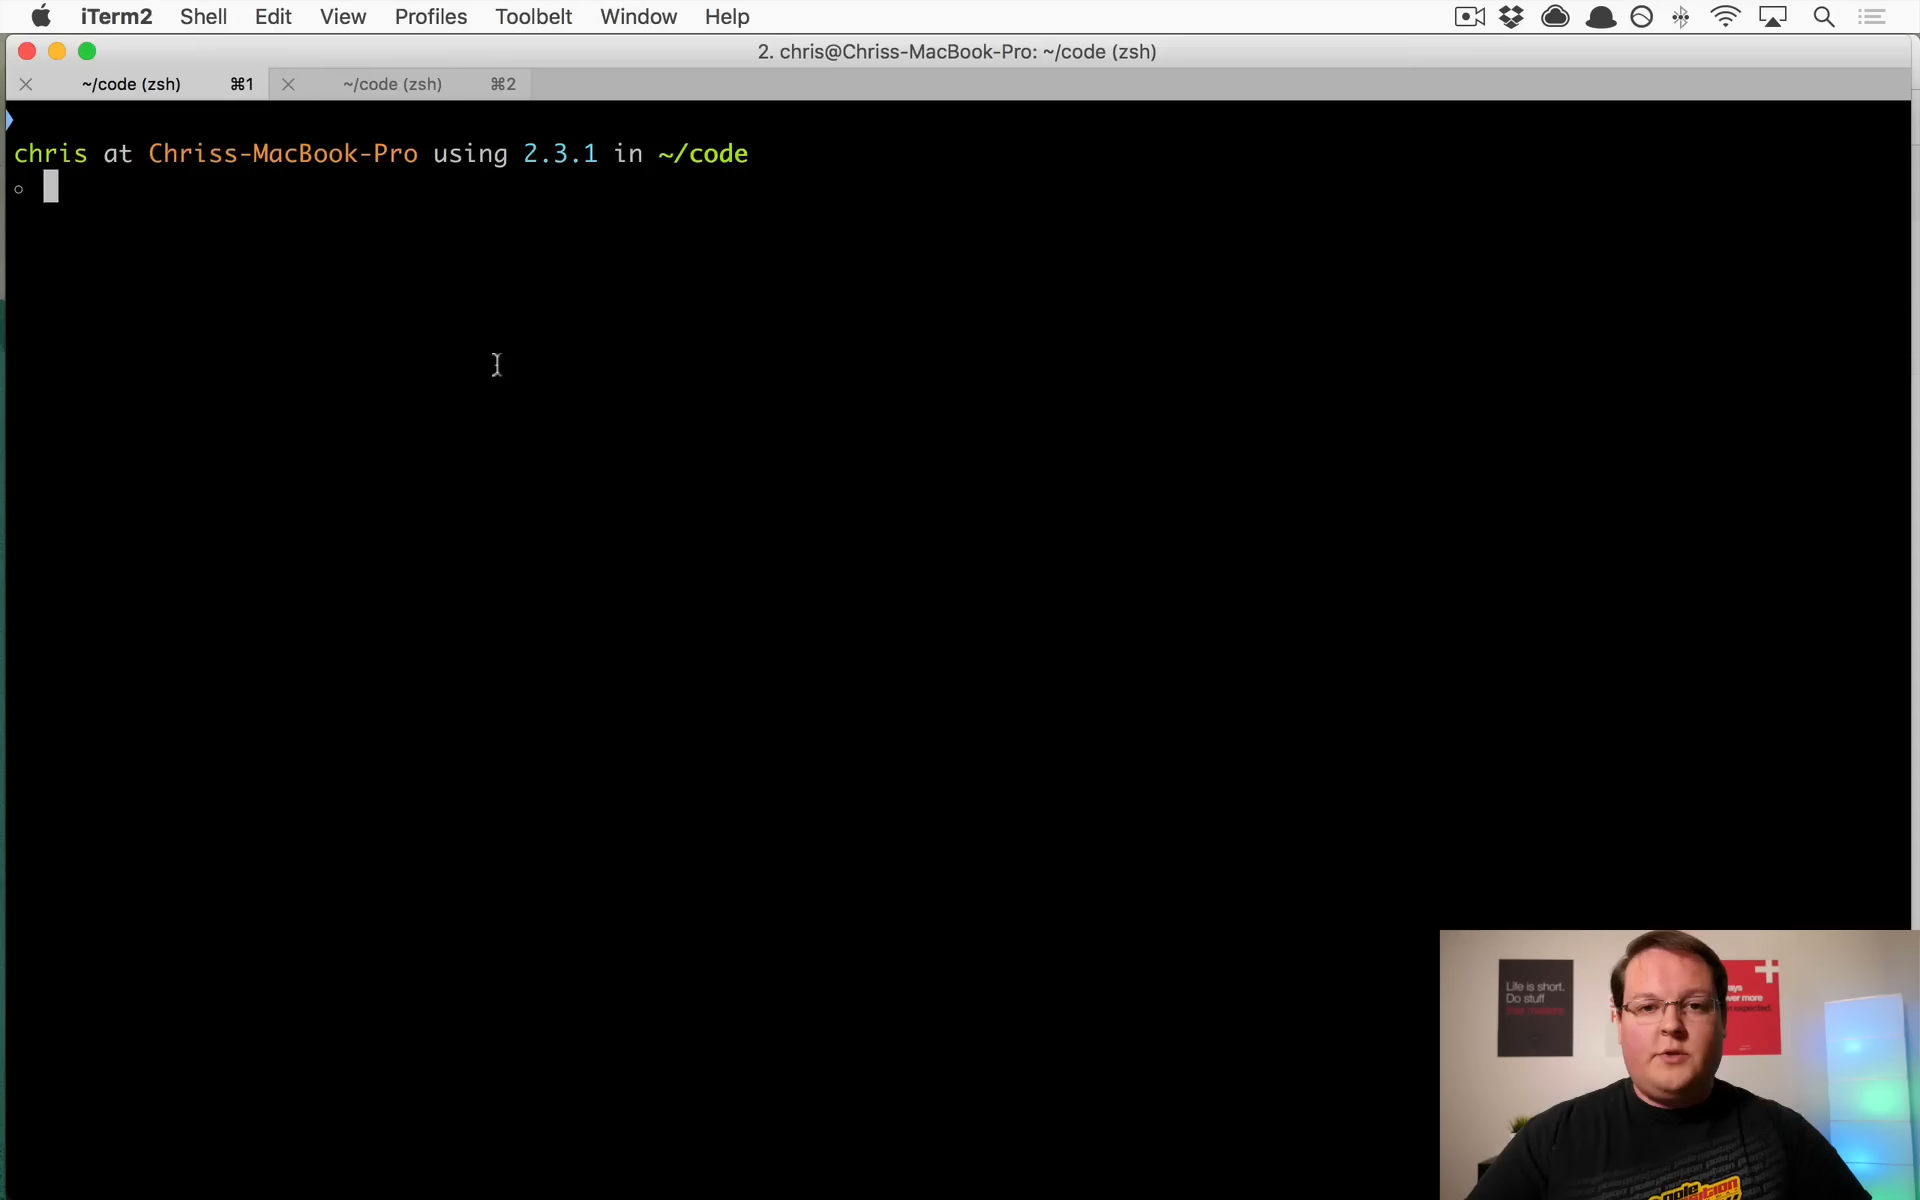 iTerm2 Shell Edit View Profiles Toolbelt Window Help
2. chris@Chriss-MacBook-Pro: ~/code (zsh)
~/code (zsh) ⌘1 ~/code (zsh) ⌘2
chris at Chriss-MacBook-Pro using 2.3.1 in ~/code
Life is short.
Do stuff